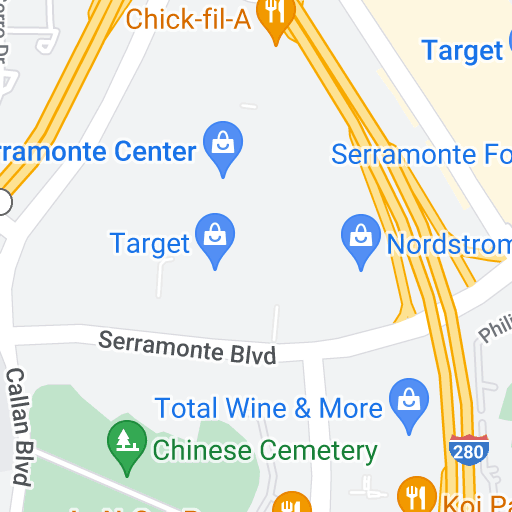 Chick-fil-A
Target
rramonte Center
Serramonte Fo
Target
Nordstrom
Serramonte Blvd
Phili
Callan Blvd
Total Wine & More
Chinese Cemetery
280
Koi Pa